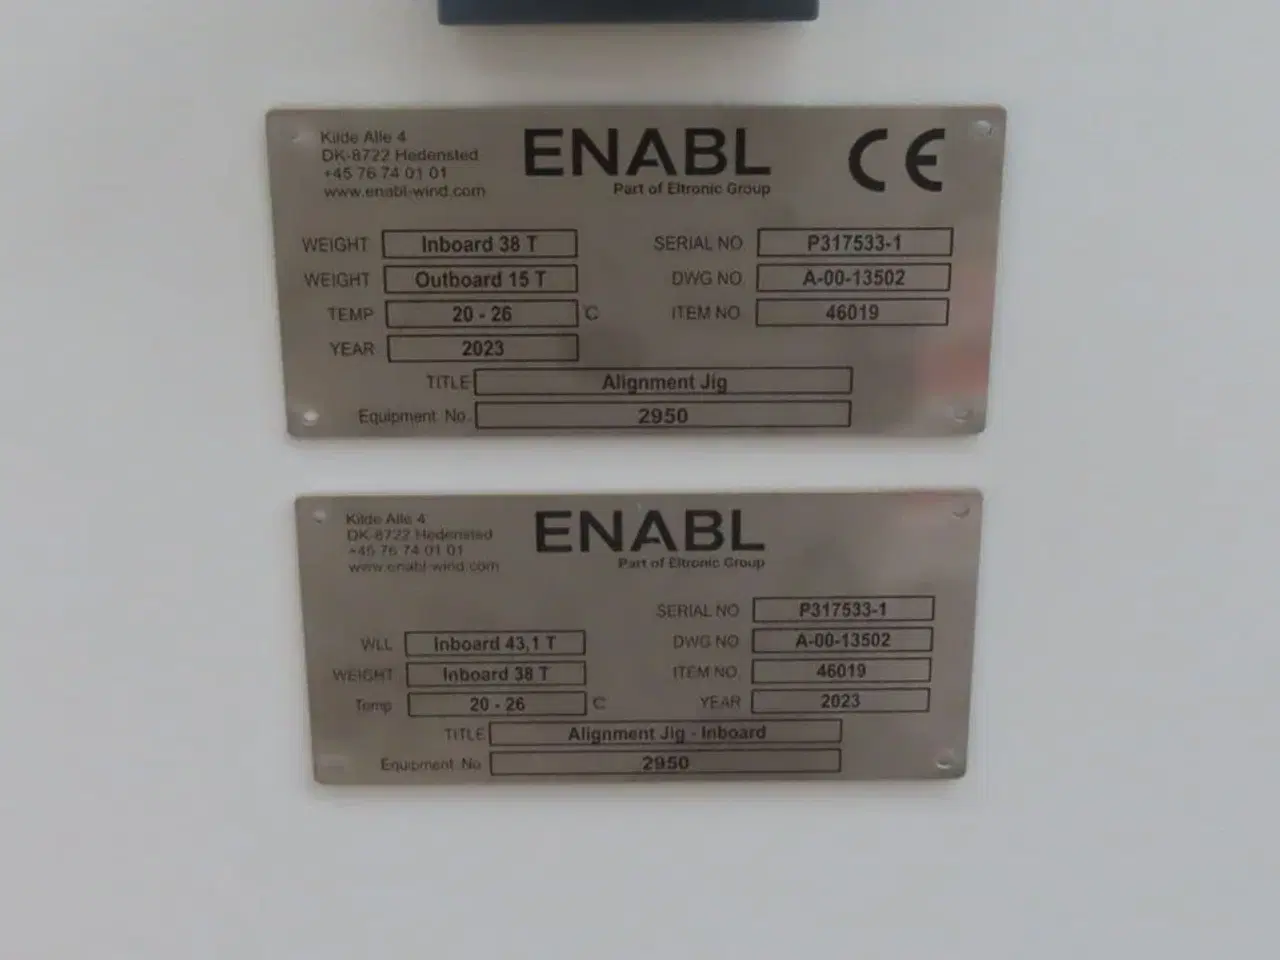 Kilde Alle 4
DK-8722 Hedensted
+45 76 74 01 01
www.enabl-wind.com
ENABL
Part of Eltronic Group
CE
WEIGHT Inboard 38 T
WEIGHT Outboard 15 T
TEMP 20 - 26 °C
YEAR 2023
SERIAL NO P317533-1
DWG NO. A-00-13502
ITEM NO. 46019
TITLE Alignment Jig
Equipment No. 2950
Kilde Alle 4
DK-8722 Hedensted
+45 76 74 01 01
www.enabl-wind.com
ENABL
Part of Eltronic Group
SERIAL NO P317533-1
WLL Inboard 43,1 T
DWG NO A-00-13502
WEIGHT Inboard 38 T
ITEM NO. 46019
Temp 20 - 26 °C
YEAR 2023
TITLE Alignment Jig - Inboard
Equipment No 2950